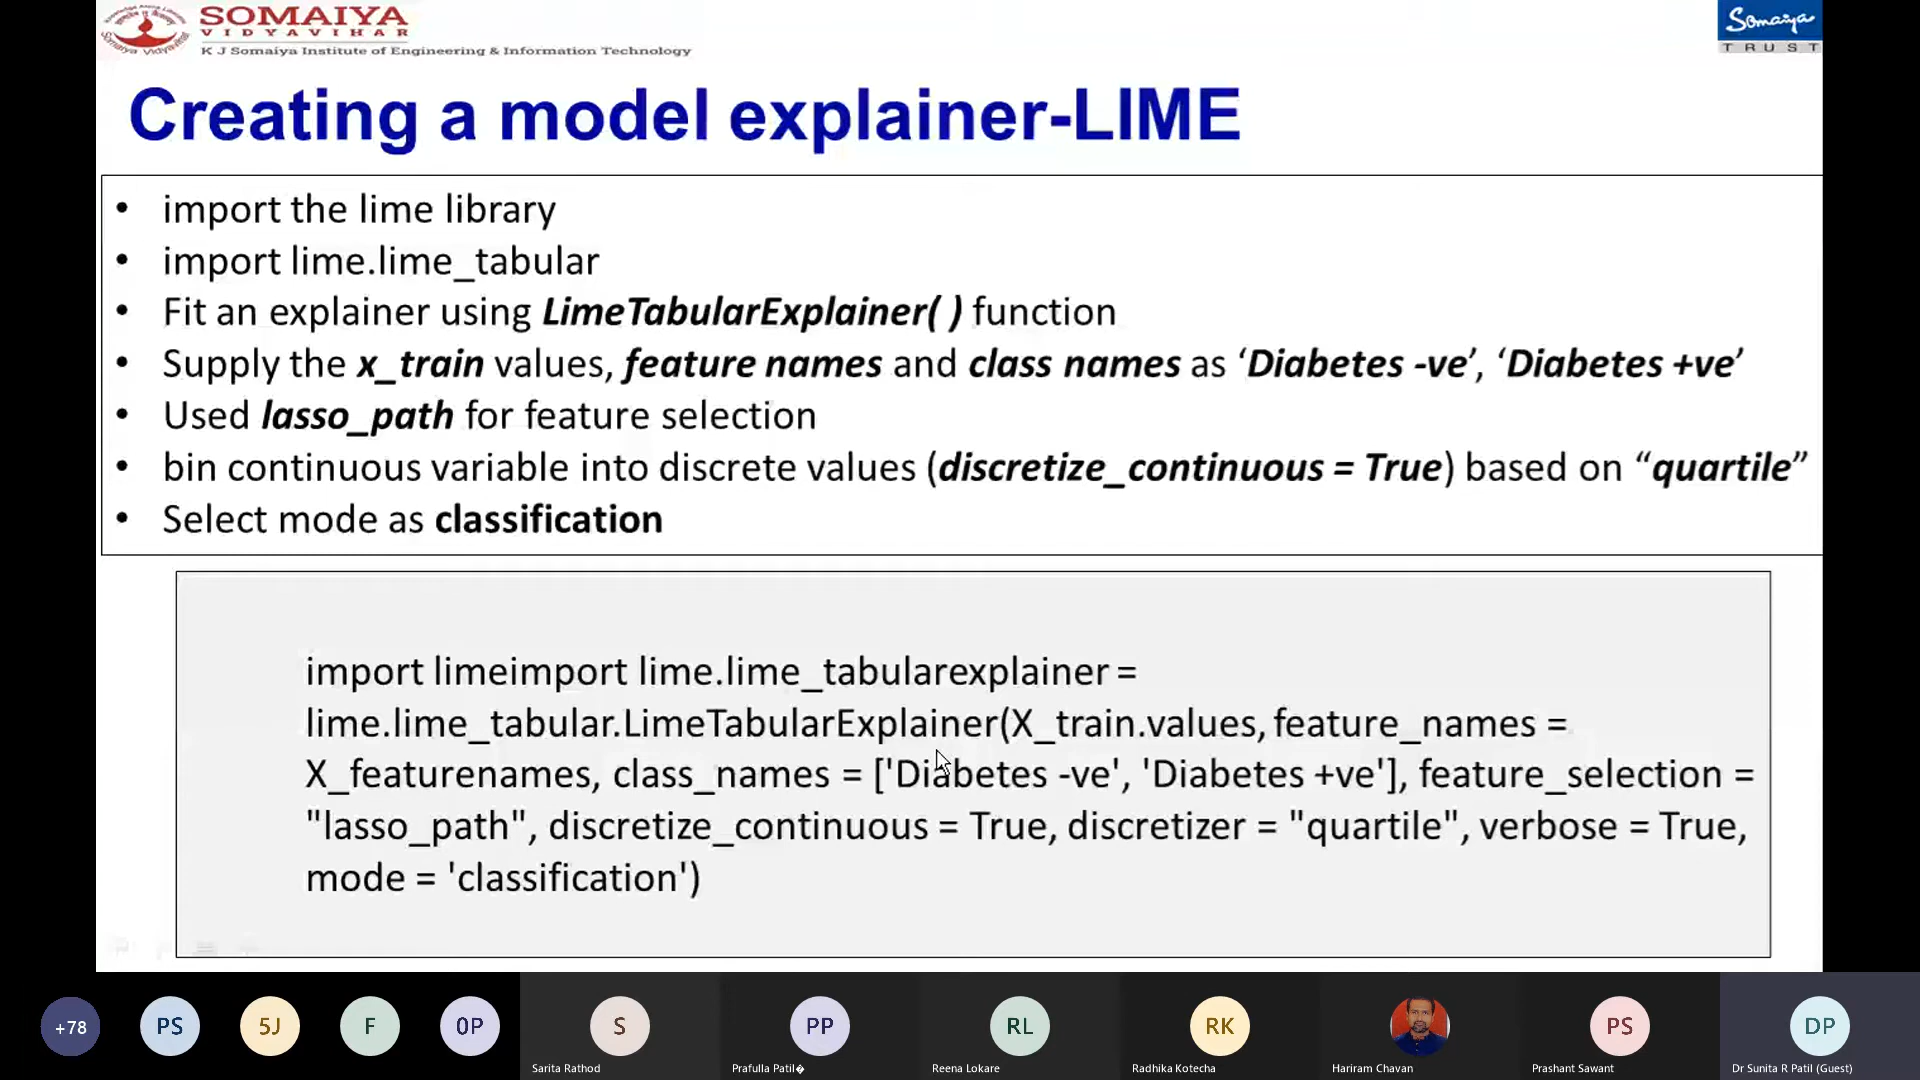 SOMAIYA
VIDYAVIHAR
K J Somaiya Institute of Engineering & Information Technology
Somaiya
TRUST
Creating a model explainer-LIME
• import the lime library
• import lime.lime_tabular
• Fit an explainer using LimeTabularExplainer( ) function
• Supply the x_train values, feature names and class names as ‘Diabetes -ve’, ‘Diabetes +ve’
• Used lasso_path for feature selection
• bin continuous variable into discrete values (discretize_continuous = True) based on “quartile”
• Select mode as classification
import limeimport lime.lime_tabularexplainer =
lime.lime_tabular.LimeTabularExplainer(X_train.values, feature_names =
X_featurenames, class_names = ['Diabetes -ve', 'Diabetes +ve'], feature_selection =
"lasso_path", discretize_continuous = True, discretizer = "quartile", verbose = True,
mode = 'classification')
+78 PS 5J F 0P S PP RL RK PS DP
Sarita Rathod Prafulla Patil� Reena Lokare Radhika Kotecha Hariram Chavan Prashant Sawant Dr Sunita R Patil (Guest)